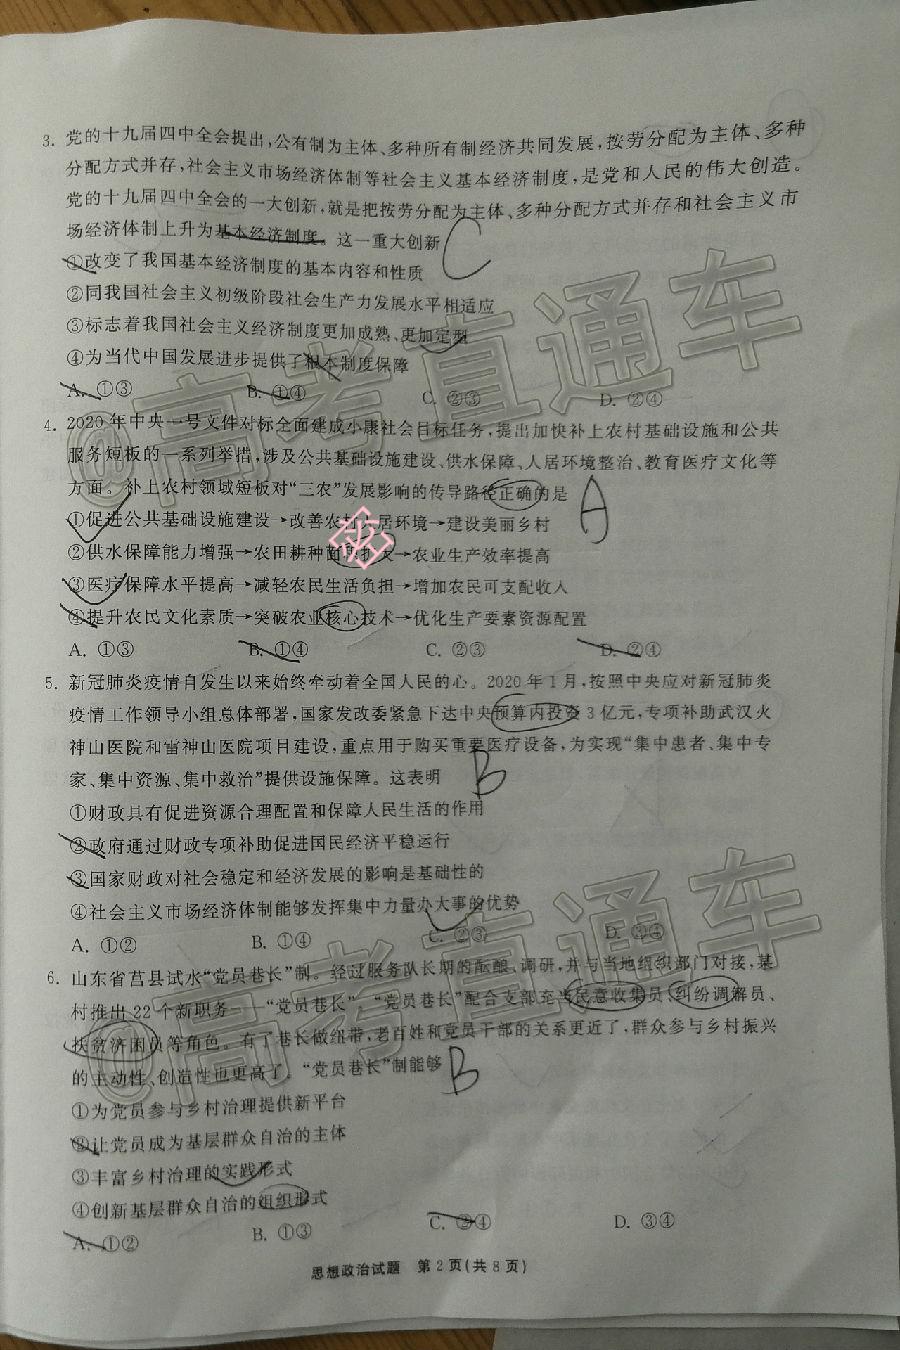 3. 党的十九届四中全会提出,公有制为主体、多种所有制经济共同发展,按劳分配为主体、多种
分配方式并存,社会主义市场经济体制等社会主义基本经济制度,是党和人民的伟大创造。
党的十九届四中全会的一大创新,就是把按劳分配为主体、多种分配方式并存和社会主义市
场经济体制上升为基本经济制度。这一重大创新 C
①改变了我国基本经济制度的基本内容和性质
②同我国社会主义初级阶段社会生产力发展水平相适应
③标志着我国社会主义经济制度更加成熟、更加定型
④为当代中国发展进步提供了根本制度保障
A. ①③ B. ①④ C. ②③ D. ②④
4. 2020年中央一号文件对标全面建成小康社会目标任务,提出加快补上农村基础设施和公共
服务短板的一系列举措,涉及公共基础设施建设、供水保障、人居环境整治、教育医疗文化等
方面。补上农村领域短板对“三农”发展影响的传导路径正确的是 A
①促进公共基础设施建设→改善农村人居环境→建设美丽乡村
②供水保障能力增强→农田耕种面积扩大→农业生产效率提高
③医疗保障水平提高→减轻农民生活负担→增加农民可支配收入
④提升农民文化素质→突破农业核心技术→优化生产要素资源配置
A. ①③ B. ①④ C. ②③ D. ②④
5. 新冠肺炎疫情自发生以来始终牵动着全国人民的心。2020年1月,按照中央应对新冠肺炎
疫情工作领导小组总体部署,国家发改委紧急下达中央预算内投资3亿元,专项补助武汉火
神山医院和雷神山医院项目建设,重点用于购买重要医疗设备,为实现“集中患者、集中专
家、集中资源、集中救治”提供设施保障。这表明 B
①财政具有促进资源合理配置和保障人民生活的作用
②政府通过财政专项补助促进国民经济平稳运行
③国家财政对社会稳定和经济发展的影响是基础性的
④社会主义市场经济体制能够发挥集中力量办大事的优势
A. ①② B. ①④ C. ②③ D. ③④
6. 山东省莒县试水“党员巷长”制。经过服务队长期的酝酿、调研,并与当地组织部门对接,某
村推出22个新职务——“党员巷长”,“党员巷长”配合支部充当民意收集员、纠纷调解员、
扶贫济困员等角色。有了巷长做纽带,老百姓和党员干部的关系更近了,群众参与乡村振兴
的主动性、创造性也更高了。“党员巷长”制能够 B
①为党员参与乡村治理提供新平台
②让党员成为基层群众自治的主体
③丰富乡村治理的实践形式
④创新基层群众自治的组织形式
A. ①② B. ①③ C. ②④ D. ③④
思想政治试题 第2页(共8页)
@高考直通车
@高考直通车
密